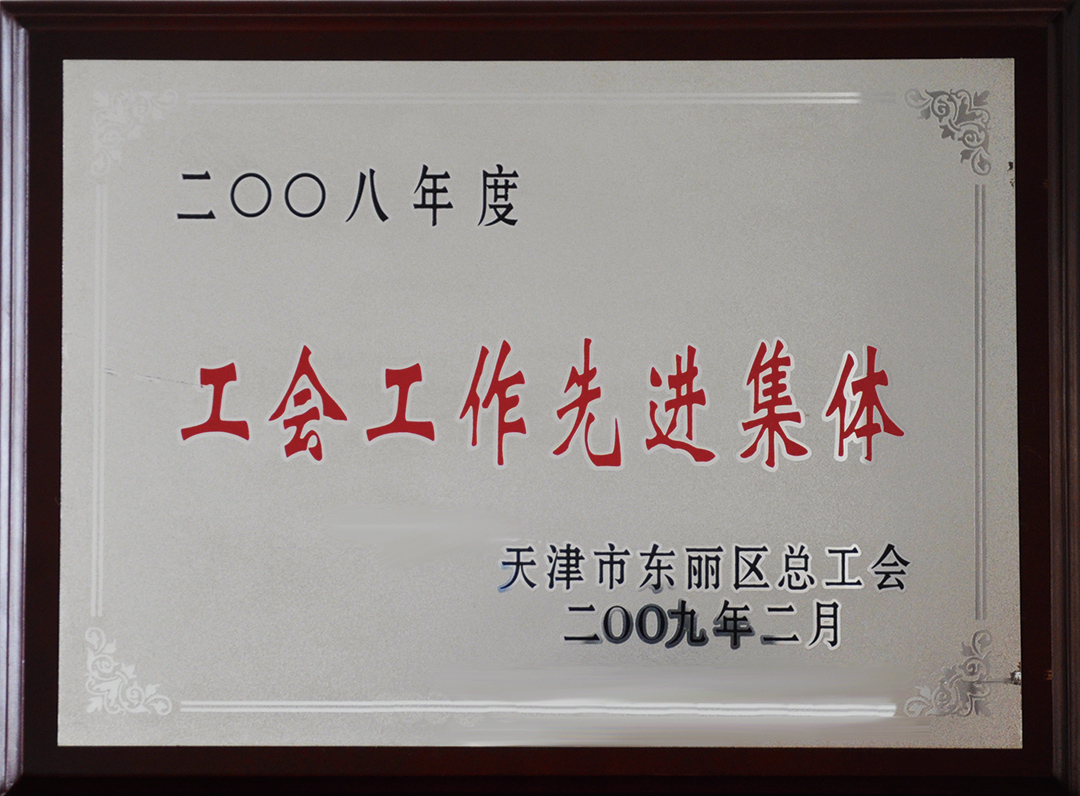 二〇〇八年度
工会工作先进集体
天津市东丽区总工会
二〇〇九年二月